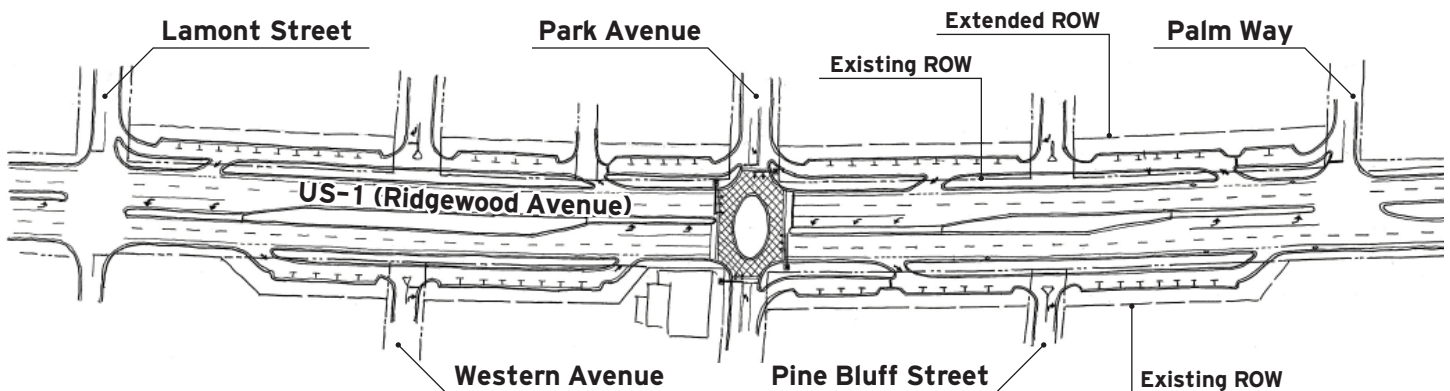 Lamont Street
Park Avenue
Extended ROW
Palm Way
Existing ROW
US-1 (Ridgewood Avenue)
Western Avenue
Pine Bluff Street
Existing ROW